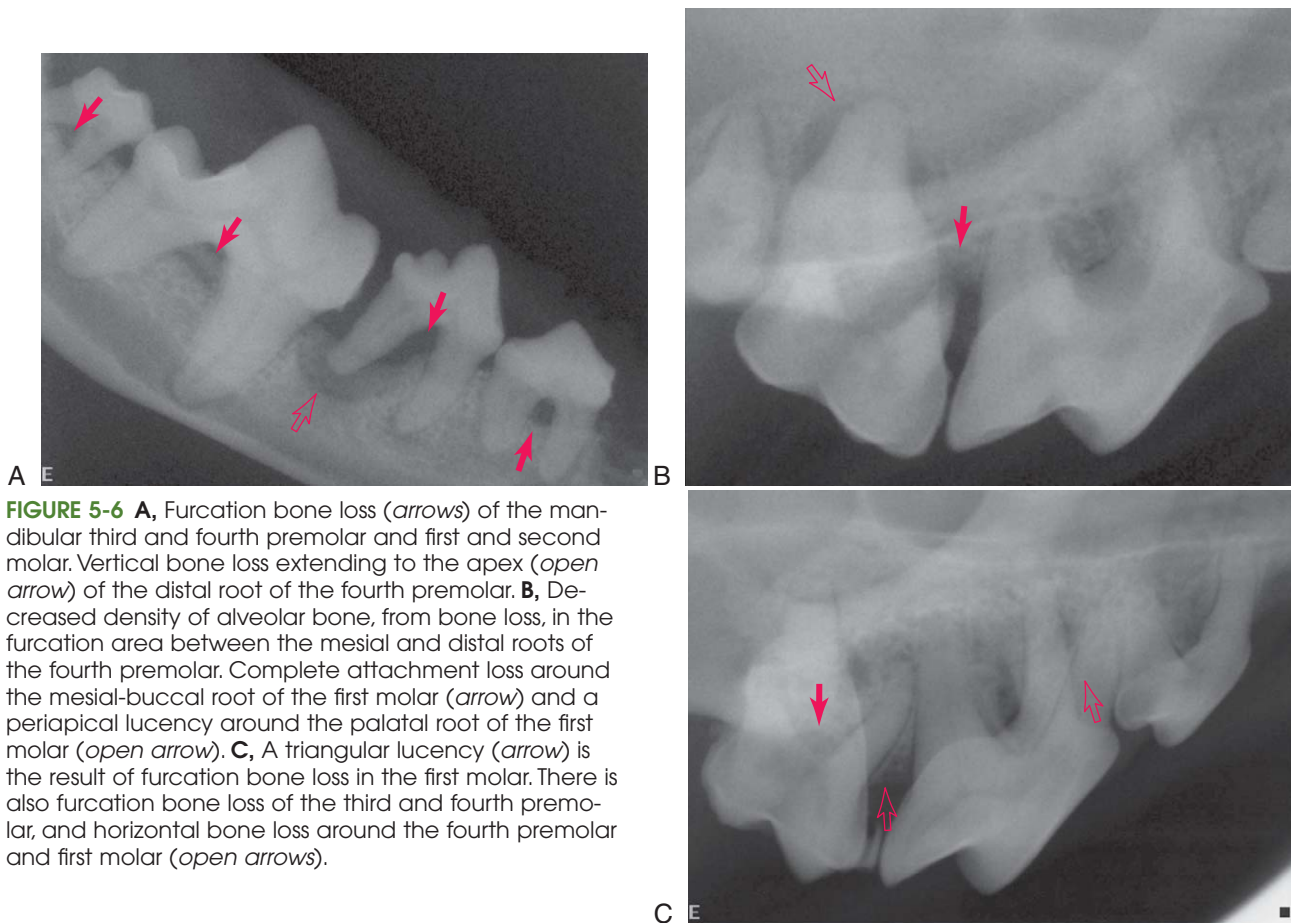 A
E
B
FIGURE 5-6 A, Furcation bone loss (arrows) of the man-
dibular third and fourth premolar and first and second
molar. Vertical bone loss extending to the apex (open
arrow) of the distal root of the fourth premolar. B, De-
creased density of alveolar bone, from bone loss, in the
furcation area between the mesial and distal roots of
the fourth premolar. Complete attachment loss around
the mesial-buccal root of the first molar (arrow) and a
periapical lucency around the palatal root of the first
molar (open arrow). C, A triangular lucency (arrow) is
the result of furcation bone loss in the first molar. There is
also furcation bone loss of the third and fourth premo-
lar, and horizontal bone loss around the fourth premolar
and first molar (open arrows).
C
E